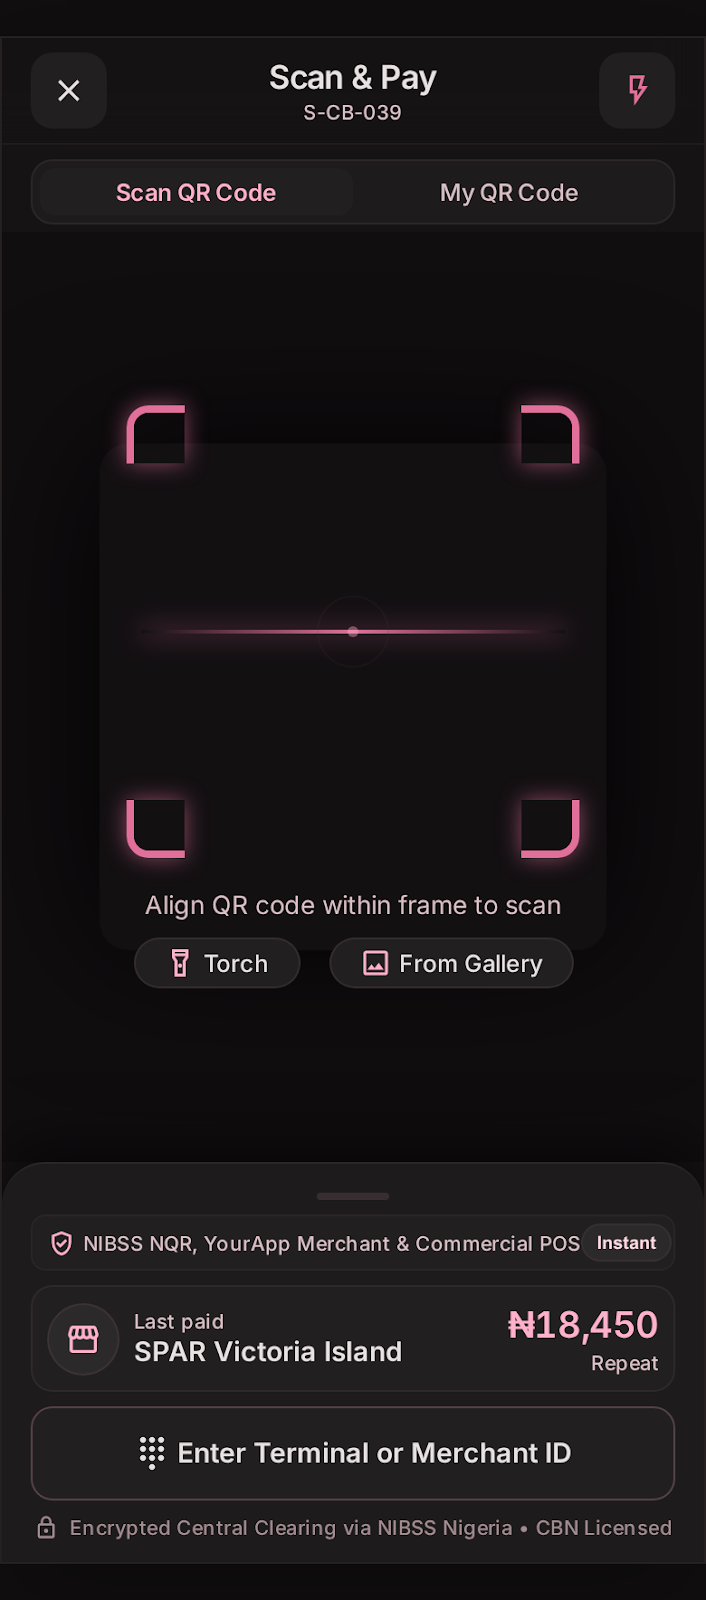 Scan & Pay
S-CB-039
Scan QR Code
My QR Code
Align QR code within frame to scan
Torch
From Gallery
NIBSS NQR, YourApp Merchant & Commercial POS
Instant
Last paid
SPAR Victoria Island
₦18,450
Repeat
Enter Terminal or Merchant ID
Encrypted Central Clearing via NIBSS Nigeria • CBN Licensed